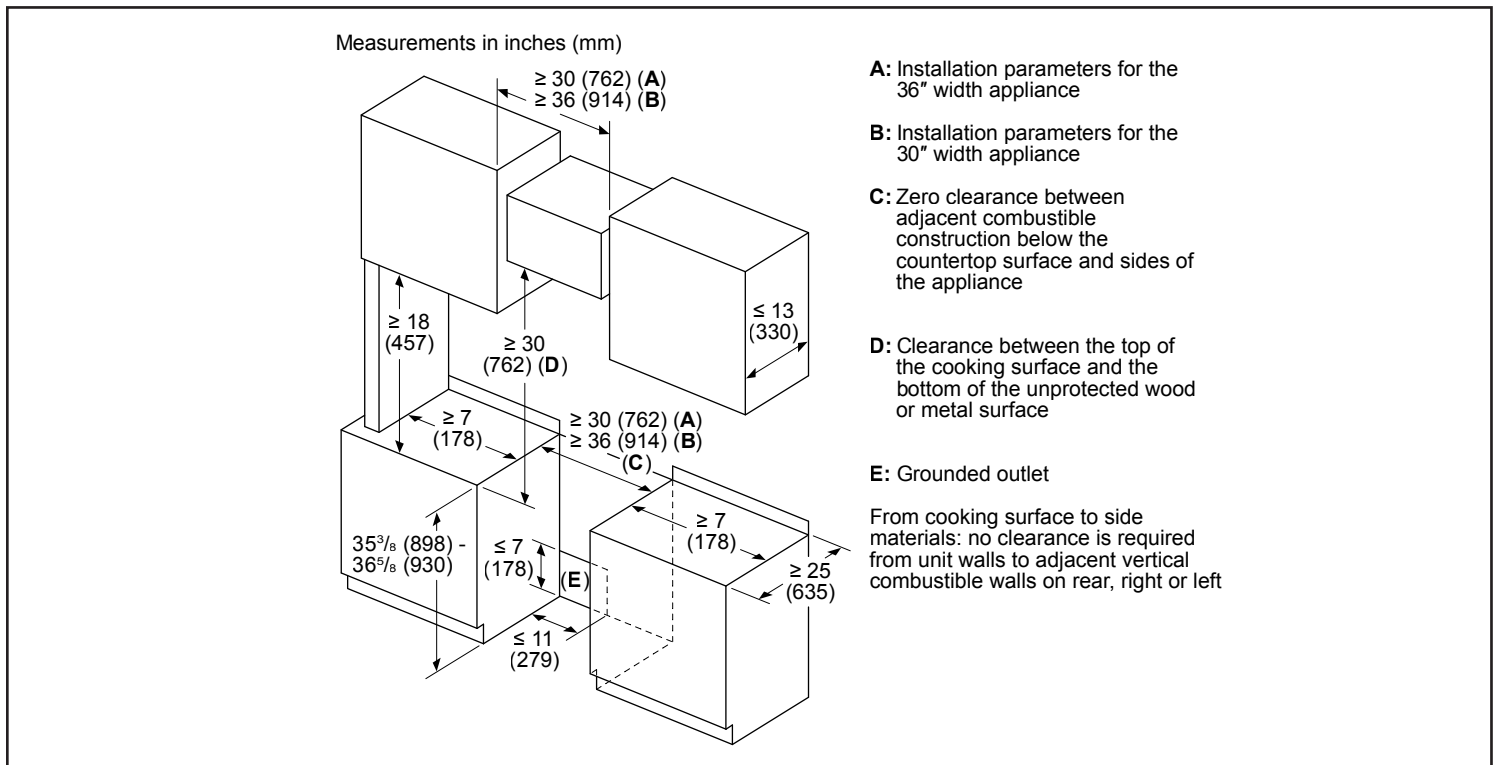 Measurements in inches (mm)
≥ 30 (762) (A)
≥ 36 (914) (B)
≥ 18
(457)
≥ 30
(762) (D)
≤ 13
(330)
≥ 7
(178)
≥ 30 (762) (A)
≥ 36 (914) (B)
(C)
≥ 7
(178)
35³/₈ (898) -
36⁵/₈ (930)
≤ 7
(178)
(E)
≥ 25
(635)
≤ 11
(279)
A: Installation parameters for the
36″ width appliance
B: Installation parameters for the
30″ width appliance
C: Zero clearance between
adjacent combustible
construction below the
countertop surface and sides of
the appliance
D: Clearance between the top of
the cooking surface and the
bottom of the unprotected wood
or metal surface
E: Grounded outlet
From cooking surface to side
materials: no clearance is required
from unit walls to adjacent vertical
combustible walls on rear, right or left